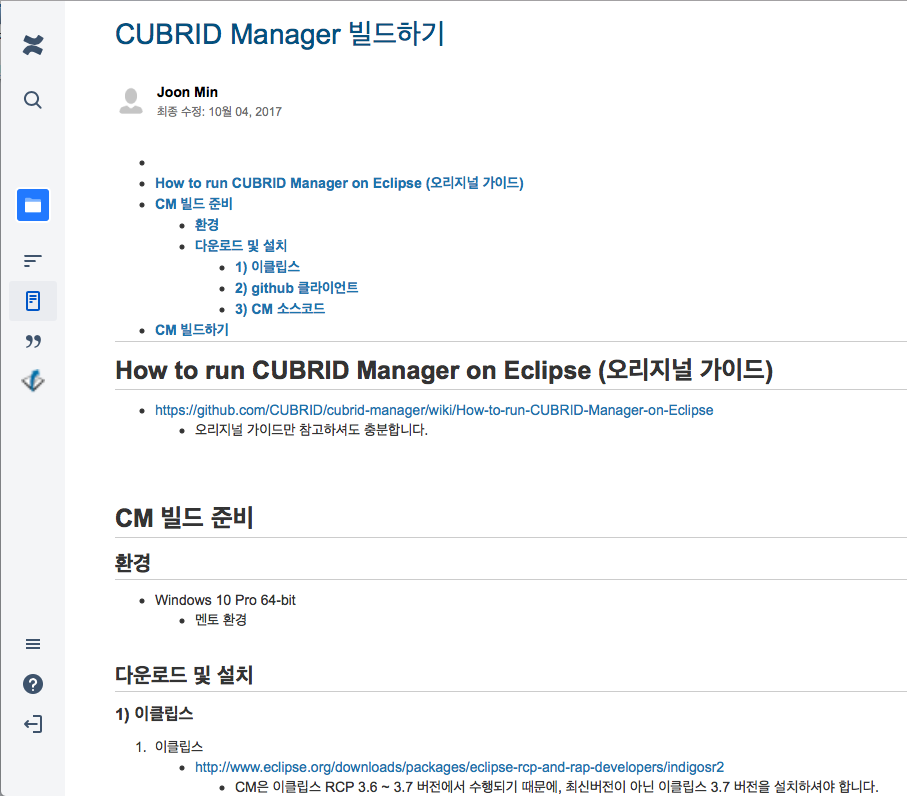 CUBRID Manager 빌드하기
Joon Min
최종 수정: 10월 04, 2017
How to run CUBRID Manager on Eclipse (오리지널 가이드)
CM 빌드 준비
환경
다운로드 및 설치
1) 이클립스
2) github 클라이언트
3) CM 소스코드
CM 빌드하기
How to run CUBRID Manager on Eclipse (오리지널 가이드)
https://github.com/CUBRID/cubrid-manager/wiki/How-to-run-CUBRID-Manager-on-Eclipse
오리지널 가이드만 참고하셔도 충분합니다.
CM 빌드 준비
환경
Windows 10 Pro 64-bit
멘토 환경
다운로드 및 설치
1) 이클립스
1. 이클립스
http://www.eclipse.org/downloads/packages/eclipse-rcp-and-rap-developers/indigosr2
CM은 이클립스 RCP 3.6 ~ 3.7 버전에서 수행되기 때문에, 최신버전이 아닌 이클립스 3.7 버전을 설치하셔야 합니다.